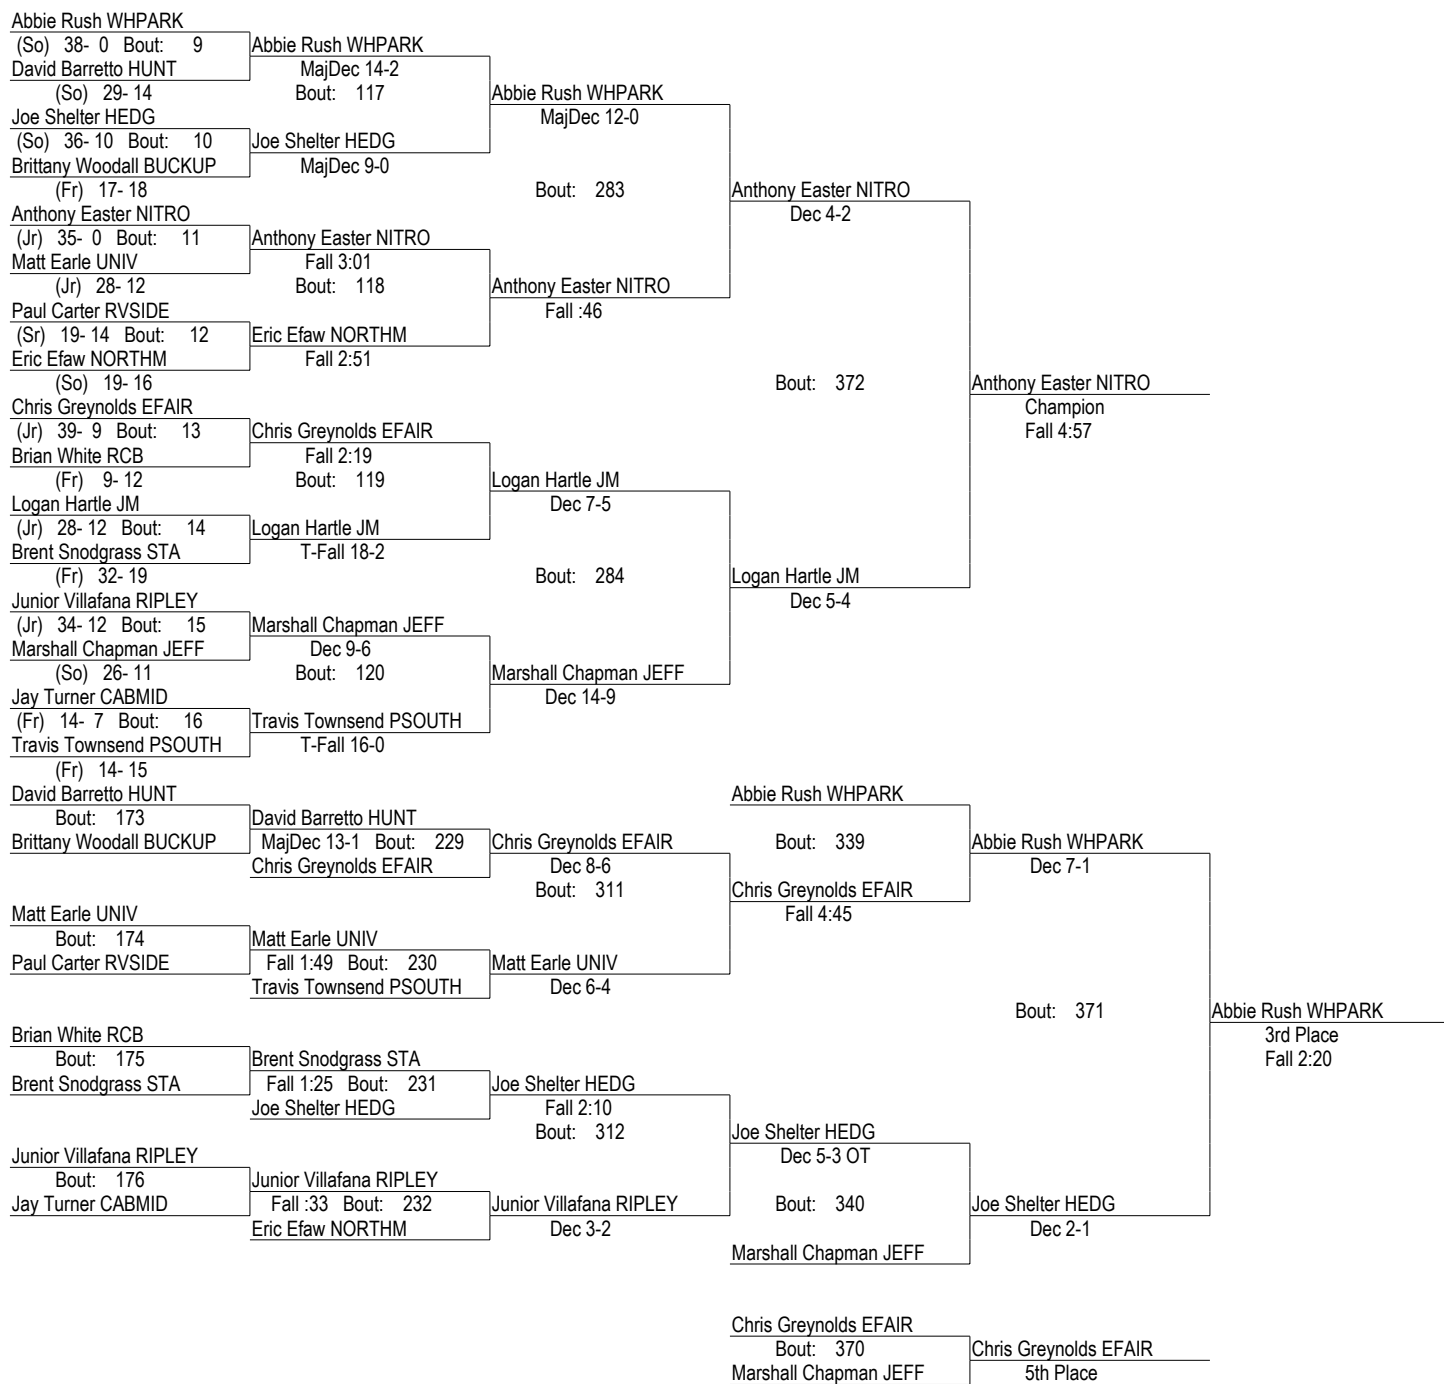 Abbie Rush WHPARK
(So) 38- 0 Bout: 9 Abbie Rush WHPARK
David Barretto HUNT MajDec 14-2
(So) 29- 14 Bout: 117 Abbie Rush WHPARK
Joe Shelter HEDG MajDec 12-0
(So) 36- 10 Bout: 10 Joe Shelter HEDG
Brittany Woodall BUCKUP MajDec 9-0
(Fr) 17- 18 Bout: 283 Anthony Easter NITRO
Anthony Easter NITRO Dec 4-2
(Jr) 35- 0 Bout: 11 Anthony Easter NITRO
Matt Earle UNIV Fall 3:01
(Jr) 28- 12 Bout: 118 Anthony Easter NITRO
Paul Carter RVSIDE Fall :46
(Sr) 19- 14 Bout: 12 Eric Efaw NORTHM
Eric Efaw NORTHM Fall 2:51
(So) 19- 16 Bout: 372 Anthony Easter NITRO
Chris Greynolds EFAIR Champion
(Jr) 39- 9 Bout: 13 Chris Greynolds EFAIR Fall 4:57
Brian White RCB Fall 2:19
(Fr) 9- 12 Bout: 119 Logan Hartle JM
Logan Hartle JM Dec 7-5
(Jr) 28- 12 Bout: 14 Logan Hartle JM
Brent Snodgrass STA T-Fall 18-2
(Fr) 32- 19 Bout: 284 Logan Hartle JM
Junior Villafana RIPLEY Dec 5-4
(Jr) 34- 12 Bout: 15 Marshall Chapman JEFF
Marshall Chapman JEFF Dec 9-6
(So) 26- 11 Bout: 120 Marshall Chapman JEFF
Jay Turner CABMID Dec 14-9
(Fr) 14- 7 Bout: 16 Travis Townsend PSOUTH
Travis Townsend PSOUTH T-Fall 16-0
(Fr) 14- 15
David Barretto HUNT Abbie Rush WHPARK
Bout: 173 David Barretto HUNT
Brittany Woodall BUCKUP MajDec 13-1 Bout: 229 Chris Greynolds EFAIR Bout: 339 Abbie Rush WHPARK
Chris Greynolds EFAIR Dec 8-6 Dec 7-1
Bout: 311 Chris Greynolds EFAIR
Matt Earle UNIV Fall 4:45
Bout: 174 Matt Earle UNIV
Paul Carter RVSIDE Fall 1:49 Bout: 230 Matt Earle UNIV
Travis Townsend PSOUTH Dec 6-4
Bout: 371 Abbie Rush WHPARK
Brian White RCB 3rd Place
Bout: 175 Brent Snodgrass STA Fall 2:20
Brent Snodgrass STA Fall 1:25 Bout: 231 Joe Shelter HEDG
Joe Shelter HEDG Fall 2:10
Bout: 312 Joe Shelter HEDG
Junior Villafana RIPLEY Dec 5-3 OT
Bout: 176 Junior Villafana RIPLEY
Jay Turner CABMID Fall :33 Bout: 232 Junior Villafana RIPLEY Bout: 340 Joe Shelter HEDG
Eric Efaw NORTHM Dec 3-2 Dec 2-1
Marshall Chapman JEFF
Chris Greynolds EFAIR
Bout: 370 Chris Greynolds EFAIR
Marshall Chapman JEFF 5th Place